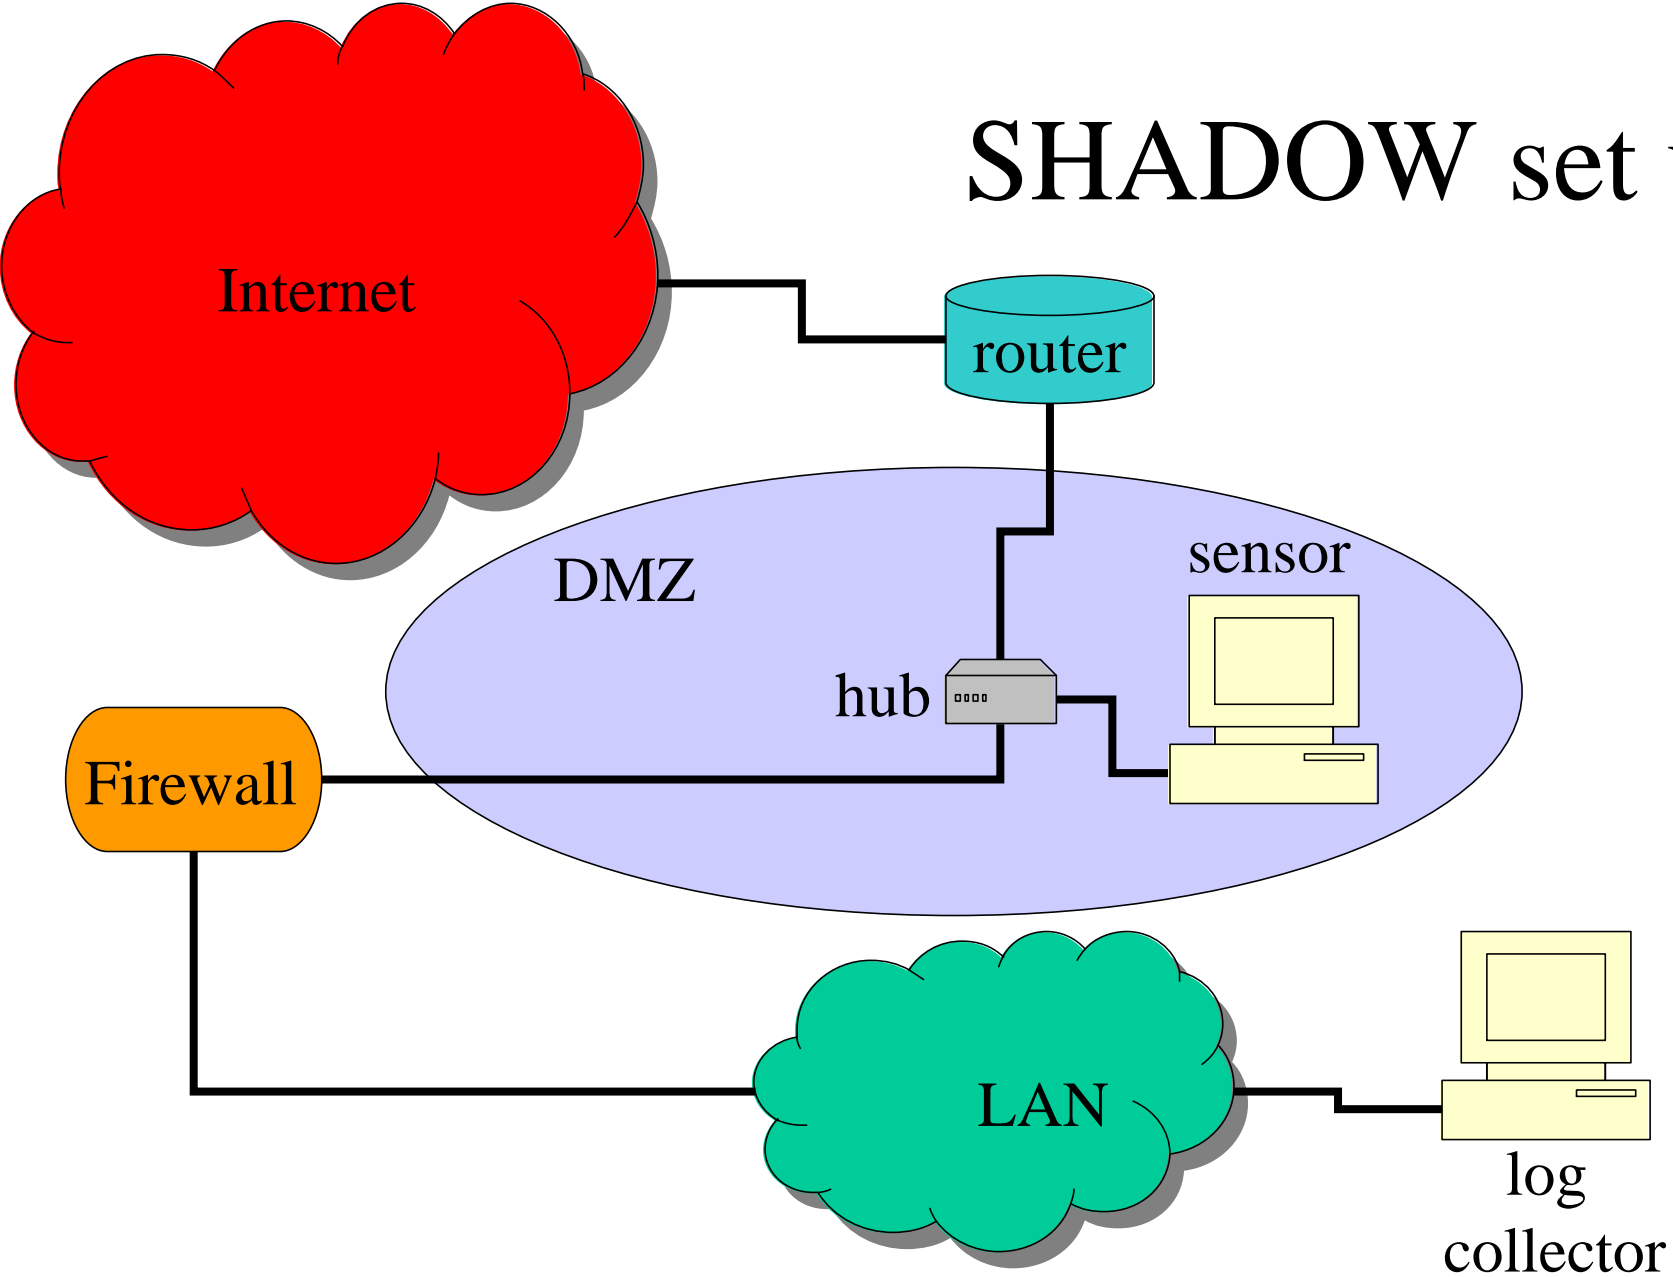 SHADOW set
Internet
router
DMZ
sensor
hub
Firewall
LAN
log
collector